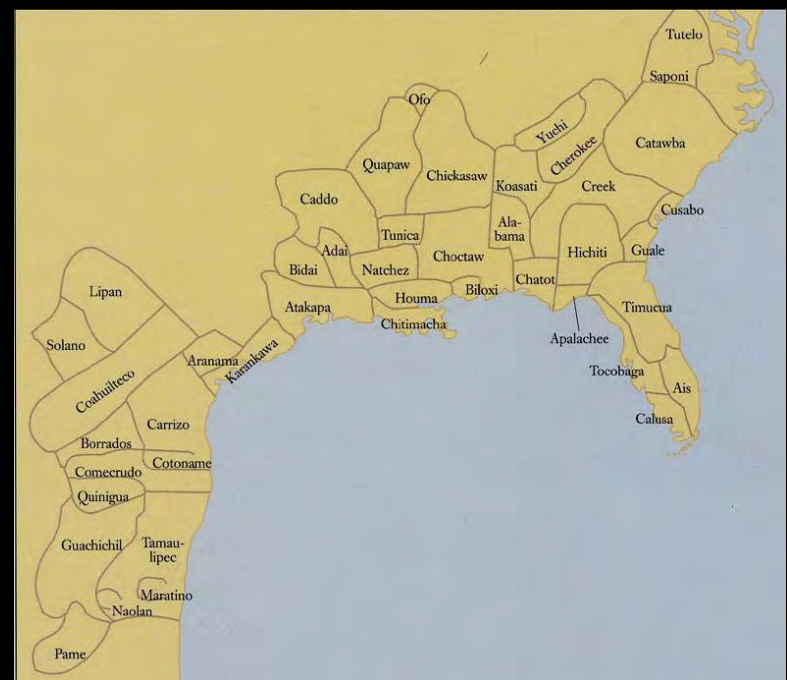 Tutelo
Saponi
Ofo
Yuchi
Cherokee
Catawba
Quapaw
Chickasaw
Koasati
Creek
Caddo
Cusabo
Tunica
Ala-
bama
Adai
Choctaw
Hichiti
Guale
Bidai
Natchez
Chatot
Lipan
Houma
Biloxi
Atakapa
Timucua
Chitimacha
Apalachee
Solano
Aranama
Karankawa
Tocobaga
Coahuilteco
Ais
Calusa
Carrizo
Borrados
Cotoname
Comecrudo
Quinigua
Guachichil
Tamau-
lipec
Maratino
Naolan
Pame